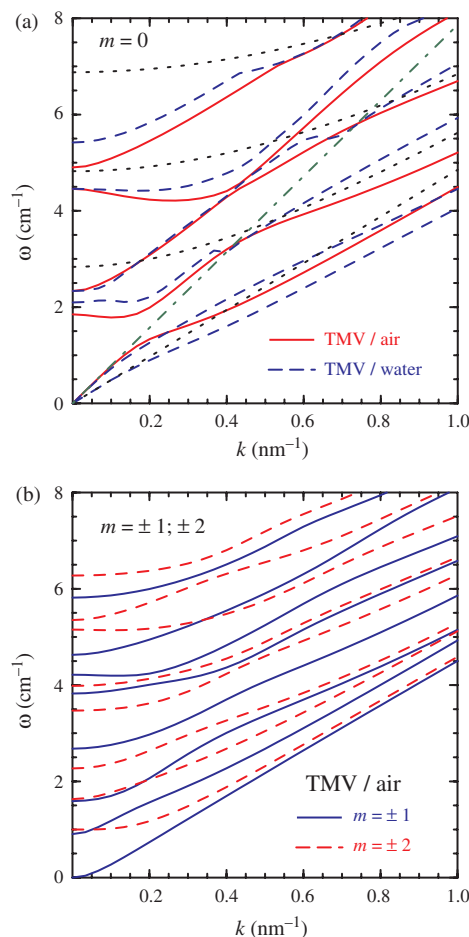 (a)
m = 0
8
6
4
2
0
ω (cm⁻¹)
TMV / air
TMV / water
0.2 0.4 0.6 0.8 1.0
k (nm⁻¹)
(b)
m = ± 1; ± 2
8
6
4
2
0
ω (cm⁻¹)
TMV / air
m = ± 1
m = ± 2
0.2 0.4 0.6 0.8 1.0
k (nm⁻¹)